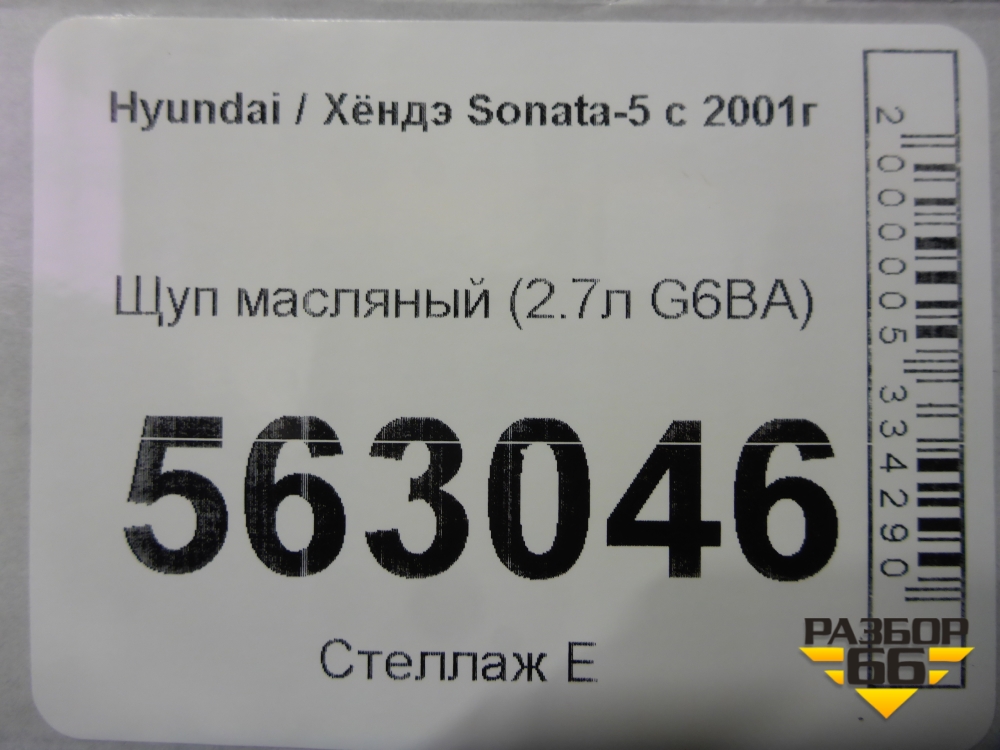 Hyundai / Хёндэ Sonata-5 с 2001г
Щуп масляный (2.7л G6BA)
563046
Стеллаж Е
2000005334290
РАЗБОР
66